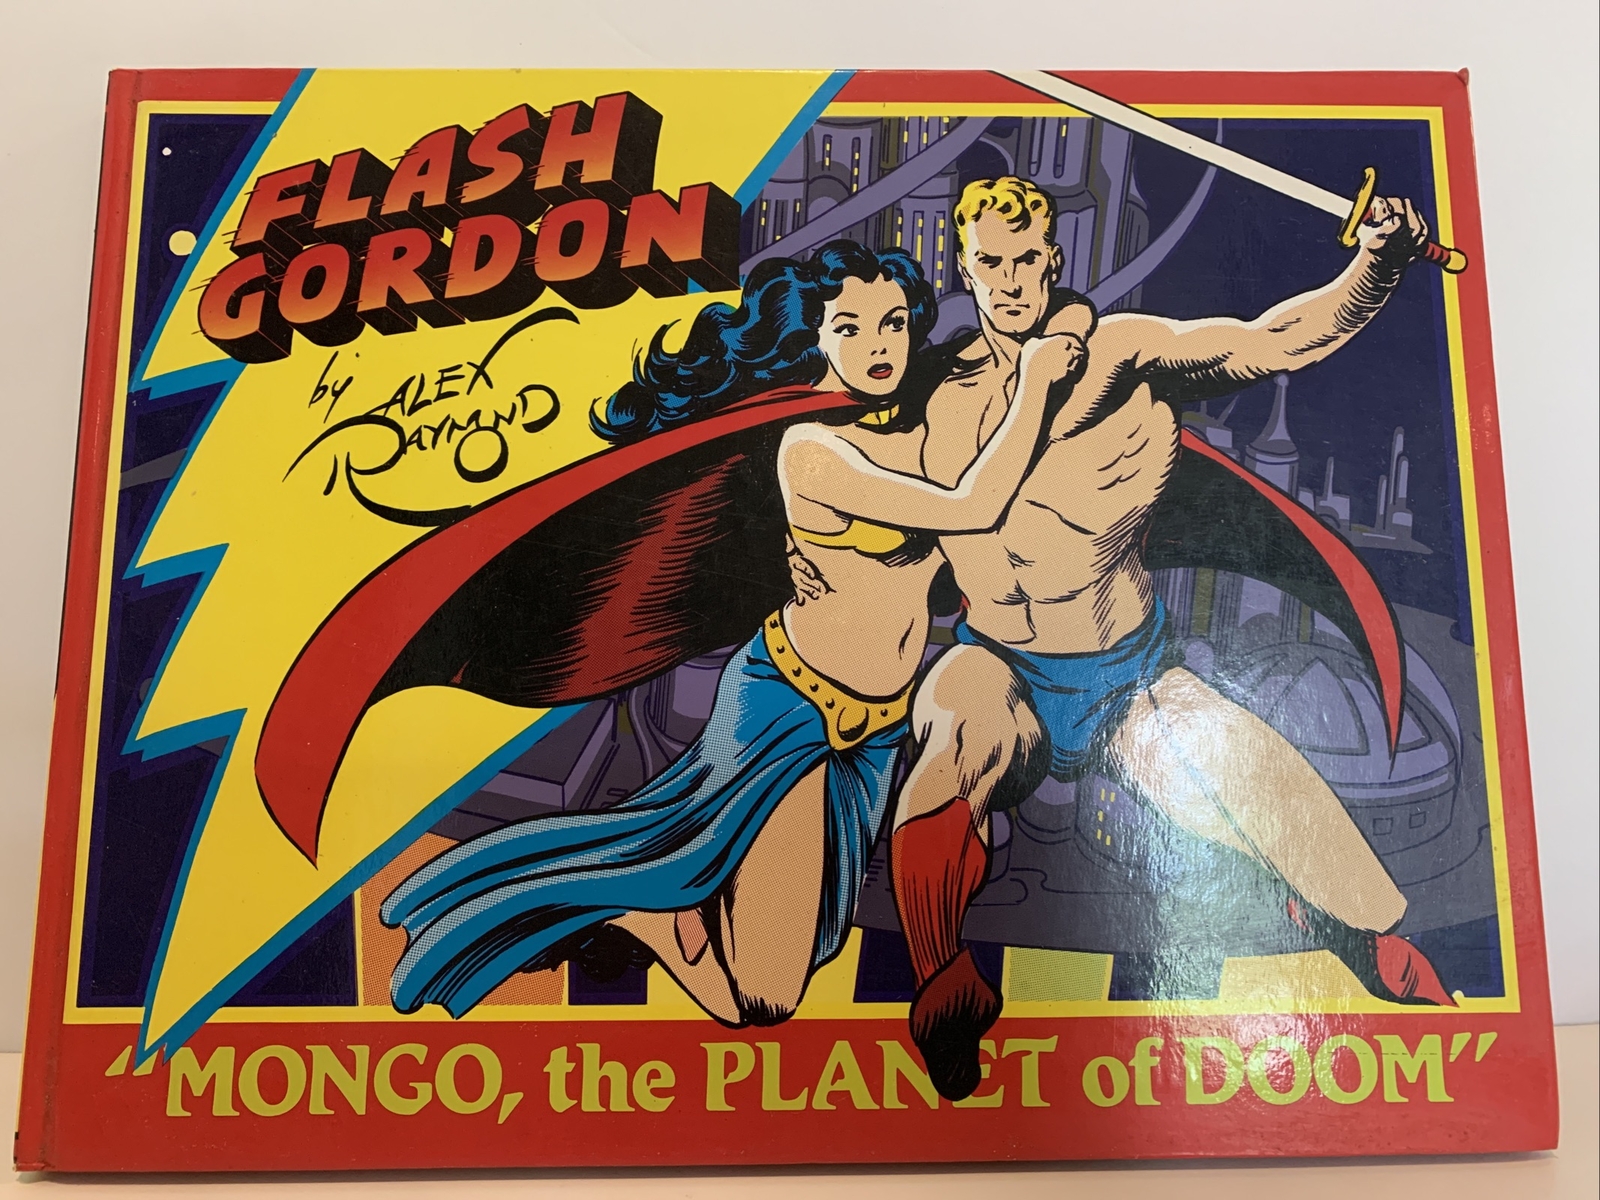 FLASH
GORDON
by ALEX
RAYMOND
"MONGO, the PLANET of DOOM"